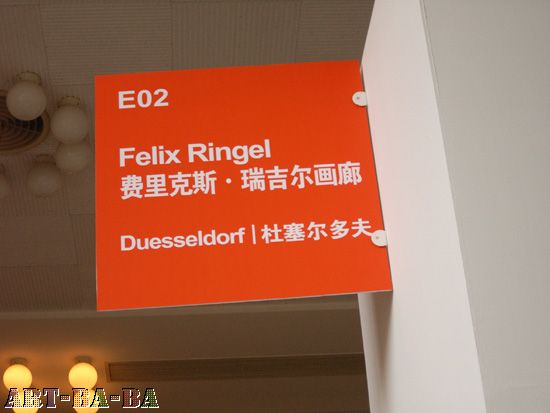 E02
Felix Ringel
费里克斯·瑞吉尔画廊
Duesseldorf | 杜塞尔多夫
ART-BA-BA